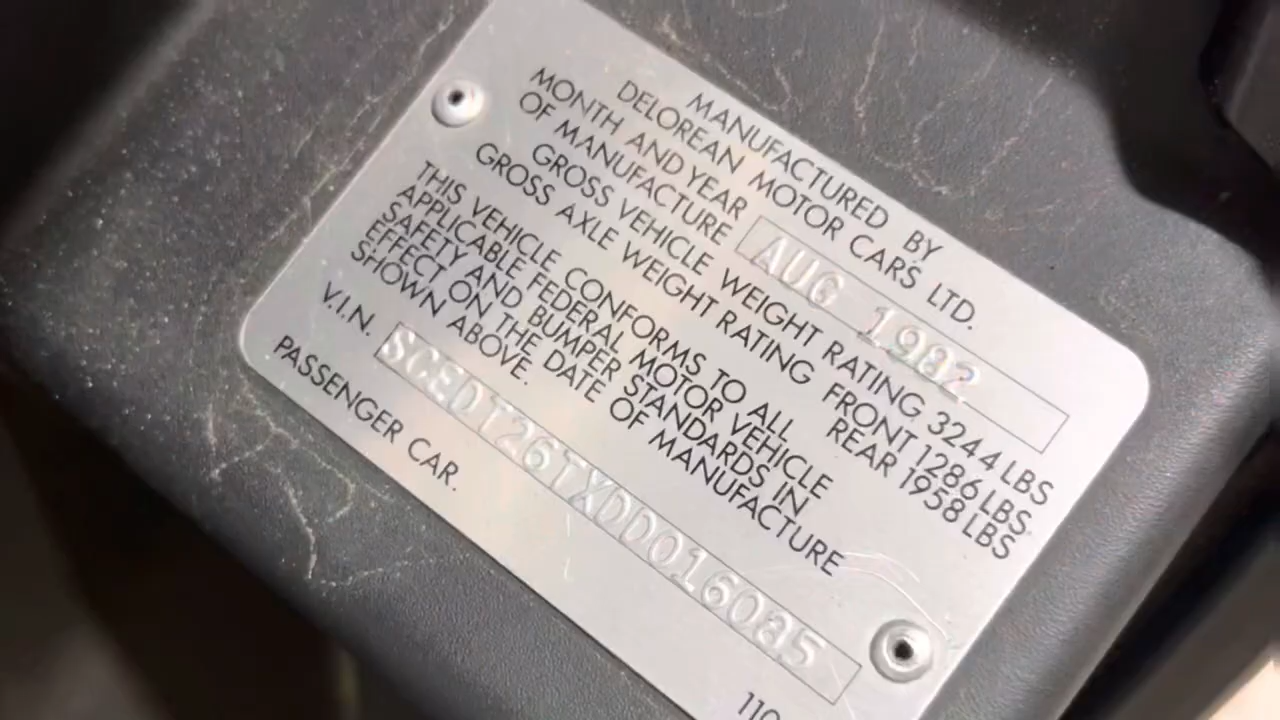 MANUFACTURED BY
DELOREAN MOTOR CARS LTD.
MONTH AND YEAR
OF MANUFACTURE AUG 1982
GROSS VEHICLE WEIGHT RATING 3244 LBS
GROSS AXLE WEIGHT RATING FRONT 1286 LBS.
REAR 1958 LBS
THIS VEHICLE CONFORMS TO ALL
APPLICABLE FEDERAL MOTOR VEHICLE
SAFETY AND BUMPER STANDARDS IN
EFFECT ON THE DATE OF MANUFACTURE
SHOWN ABOVE.
V.I.N. SCEDT26TXDD016085
PASSENGER CAR.
110